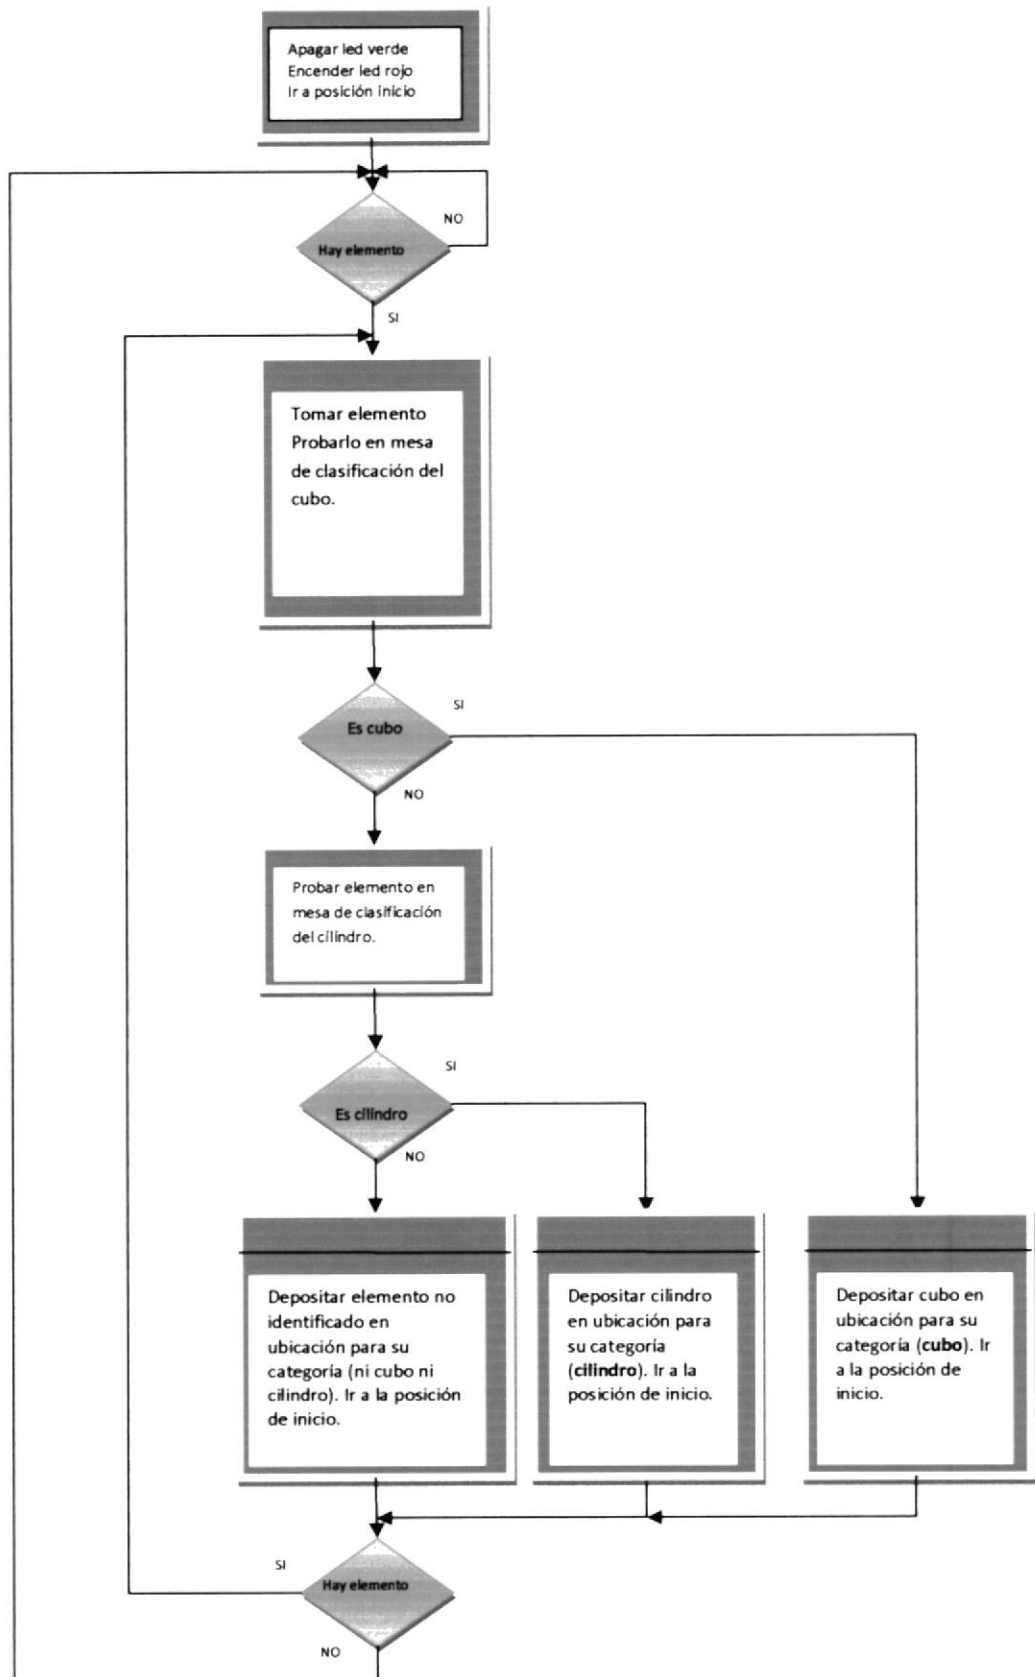 Apagar led verde
Encender led rojo
Ir a posición inicio
NO
Hay elemento
SI
Tomar elemento
Probarlo en mesa
de clasificación del
cubo.
SI
Es cubo
NO
Probar elemento en
mesa de clasificación
del cilindro.
SI
Es cilindro
NO
Depositar elemento no
identificado en
ubicación para su
categoría (ni cubo ni
cilindro). Ir a la posición
de inicio.
Depositar cilindro
en ubicación para
su categoría
(cilindro). Ir a la
posición de inicio.
Depositar cubo en
ubicación para su
categoría (cubo). Ir
a la posición de
inicio.
SI
Hay elemento
NO